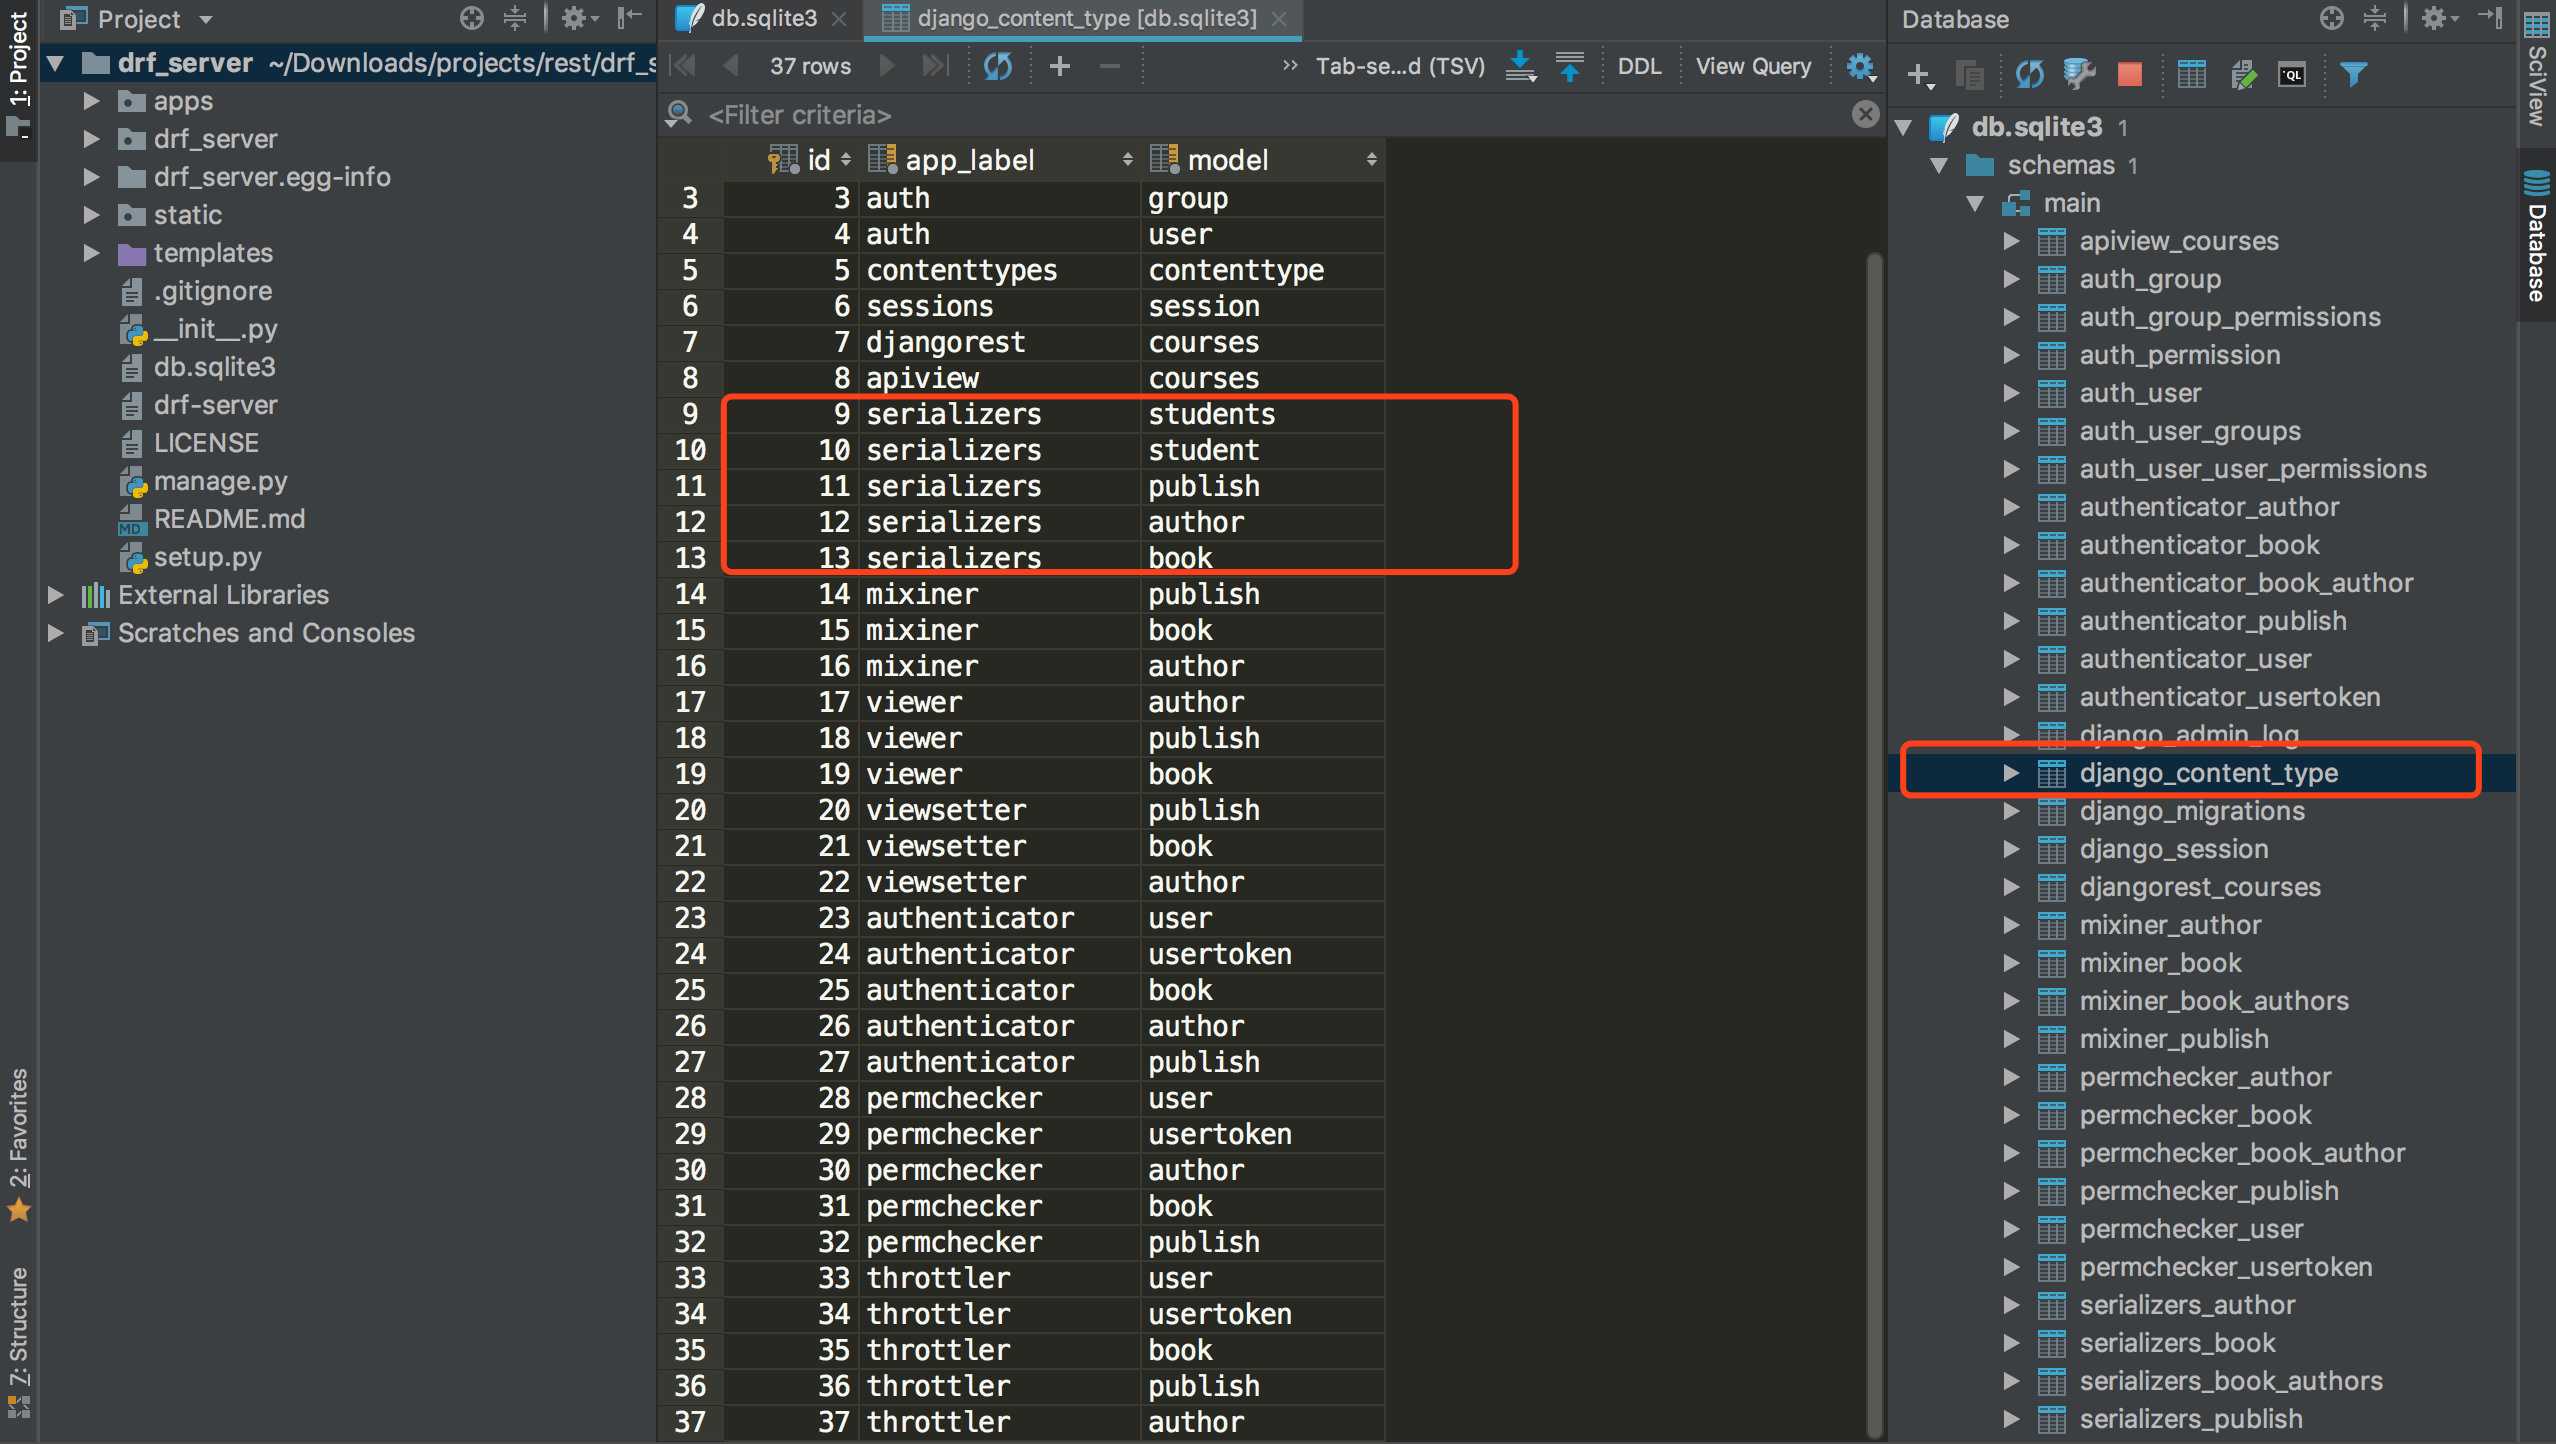 1: Project
2: Favorites
7: Structure
Project
drf_server ~/Downloads/projects/rest/drf_s
apps
drf_server
drf_server.egg-info
static
templates
.gitignore
__init__.py
db.sqlite3
drf-server
LICENSE
manage.py
MD README.md
setup.py
External Libraries
Scratches and Consoles
db.sqlite3
django_content_type [db.sqlite3]
37 rows
Tab-se...d (TSV)
DDL
View Query
<Filter criteria>
id app_label model
3 3 auth group
4 4 auth user
5 5 contenttypes contenttype
6 6 sessions session
7 7 djangorest courses
8 8 apiview courses
9 9 serializers students
10 10 serializers student
11 11 serializers publish
12 12 serializers author
13 13 serializers book
14 14 mixiner publish
15 15 mixiner book
16 16 mixiner author
17 17 viewer author
18 18 viewer publish
19 19 viewer book
20 20 viewsetter publish
21 21 viewsetter book
22 22 viewsetter author
23 23 authenticator user
24 24 authenticator usertoken
25 25 authenticator book
26 26 authenticator author
27 27 authenticator publish
28 28 permchecker user
29 29 permchecker usertoken
30 30 permchecker author
31 31 permchecker book
32 32 permchecker publish
33 33 throttler user
34 34 throttler usertoken
35 35 throttler book
36 36 throttler publish
37 37 throttler author
Database
QL
db.sqlite3 1
schemas 1
main
apiview_courses
auth_group
auth_group_permissions
auth_permission
auth_user
auth_user_groups
auth_user_user_permissions
authenticator_author
authenticator_book
authenticator_book_author
authenticator_publish
authenticator_user
authenticator_usertoken
django_admin_log
django_content_type
django_migrations
django_session
djangorest_courses
mixiner_author
mixiner_book
mixiner_book_authors
mixiner_publish
permchecker_author
permchecker_book
permchecker_book_author
permchecker_publish
permchecker_user
permchecker_usertoken
serializers_author
serializers_book
serializers_book_authors
serializers_publish
SciView
Database